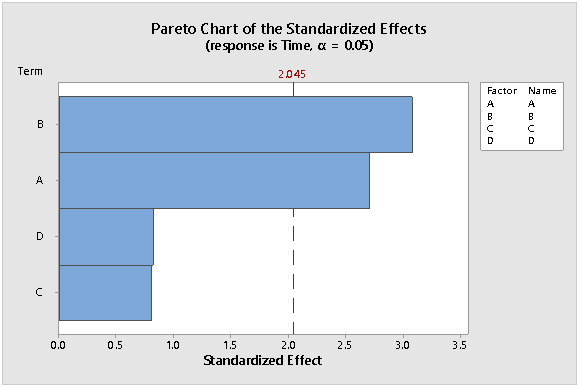 Pareto Chart of the Standardized Effects
(response is Time, α = 0.05)
Term
2.045
Factor Name
A A
B B
C C
D D
B
A
D
C
0.0 0.5 1.0 1.5 2.0 2.5 3.0 3.5
Standardized Effect